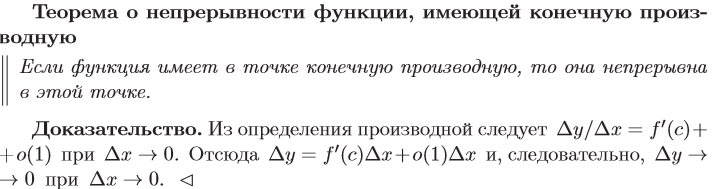 Теорема о непрерывности функции, имеющей конечную произ-
водную
Если функция имеет в точке конечную производную, то она непрерывна
в этой точке.
Доказательство. Из определения производной следует Δy/Δx = f′(c)+
+ o(1) при Δx → 0. Отсюда Δy = f′(c)Δx+o(1)Δx и, следовательно, Δy →
→ 0 при Δx → 0. ◁